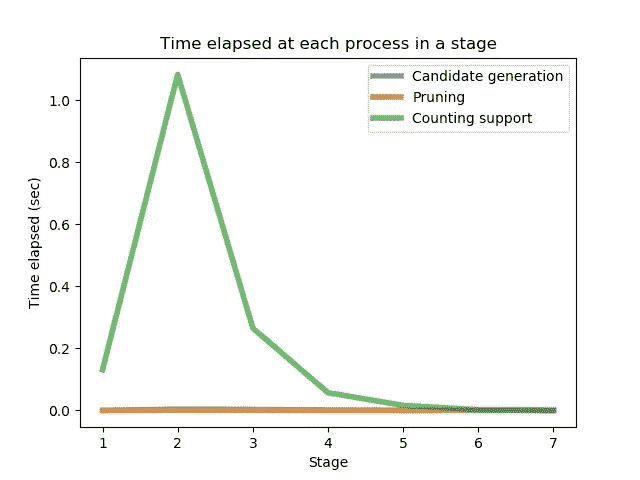 Time elapsed at each process in a stage
Candidate generation
Pruning
Counting support
Time elapsed (sec)
1.0
0.8
0.6
0.4
0.2
0.0
1 2 3 4 5 6 7
Stage